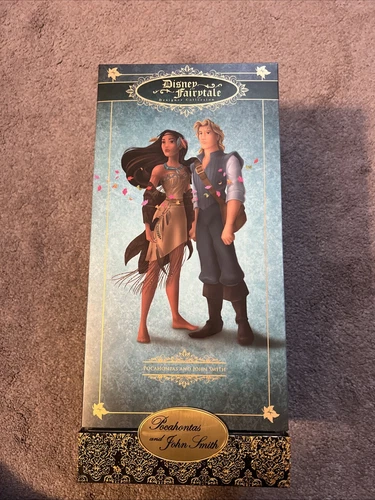 Disney
Fairytale
Designer Collection
POCAHONTAS AND JOHN SMITH
Pocahontas
and John Smith